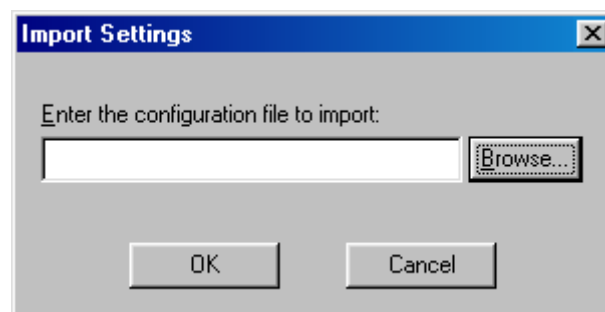 Import Settings
Enter the configuration file to import:
Browse...
OK
Cancel